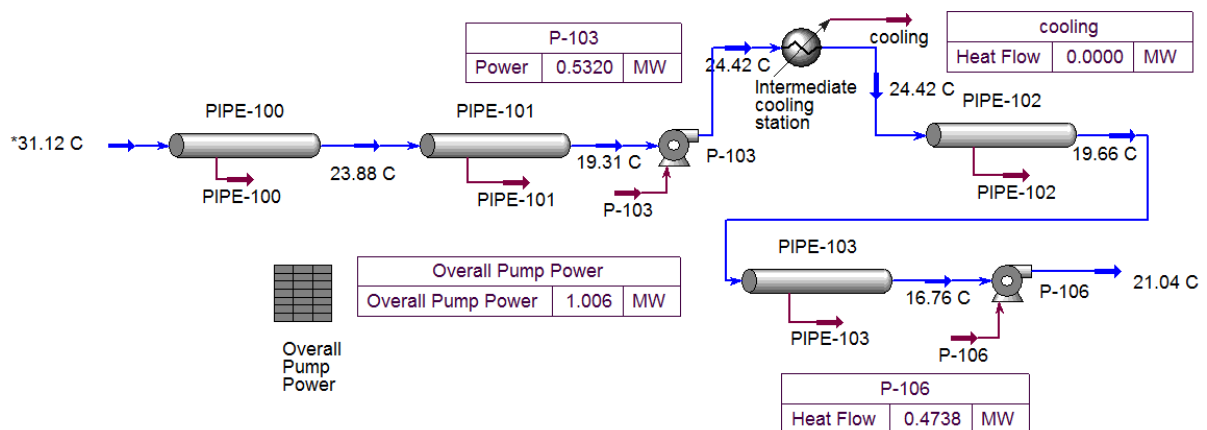 P-103
Power 0.5320 MW
cooling
cooling
Heat Flow 0.0000 MW
24.42 C
Intermediate
cooling
station
24.42 C
PIPE-100
PIPE-101
P-103
PIPE-102
*31.12 C
23.88 C
19.31 C
19.66 C
PIPE-100
PIPE-101
P-103
PIPE-102
PIPE-103
Overall Pump Power
Overall Pump Power 1.006 MW
16.76 C
P-106
21.04 C
PIPE-103
P-106
Overall
Pump
Power
P-106
Heat Flow 0.4738 MW